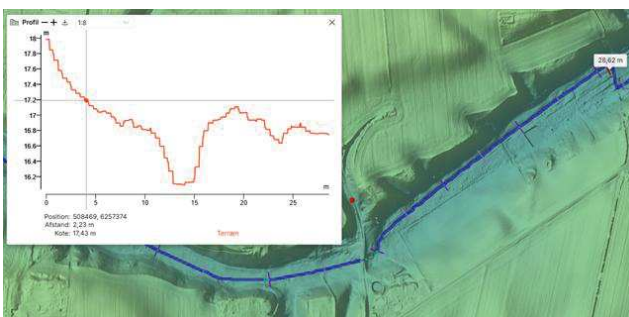 Profil 1:8
m
18
17.8
17.6
17.4
17.2
17
16.8
16.6
16.4
16.2
m
0 5 10 15 20 25
Position: 508469, 6257374
Afstand: 2,23 m
Kote: 17,43 m
Terræn
28,62 m